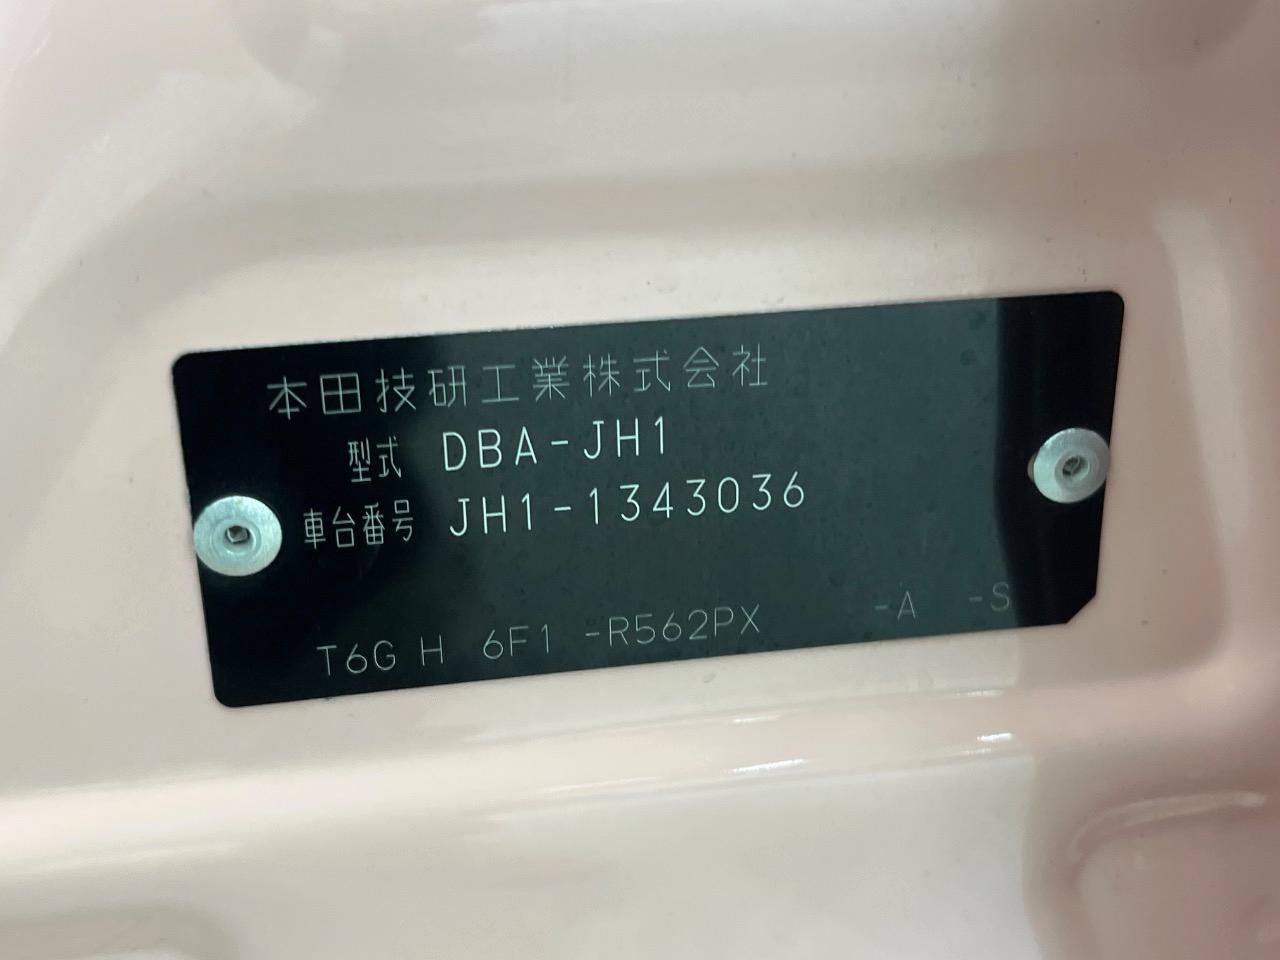 本田技研工業株式会社
型式 DBA-JH1
車台番号 JH1-1343036
T6G H 6F1 -R562PX -A -S